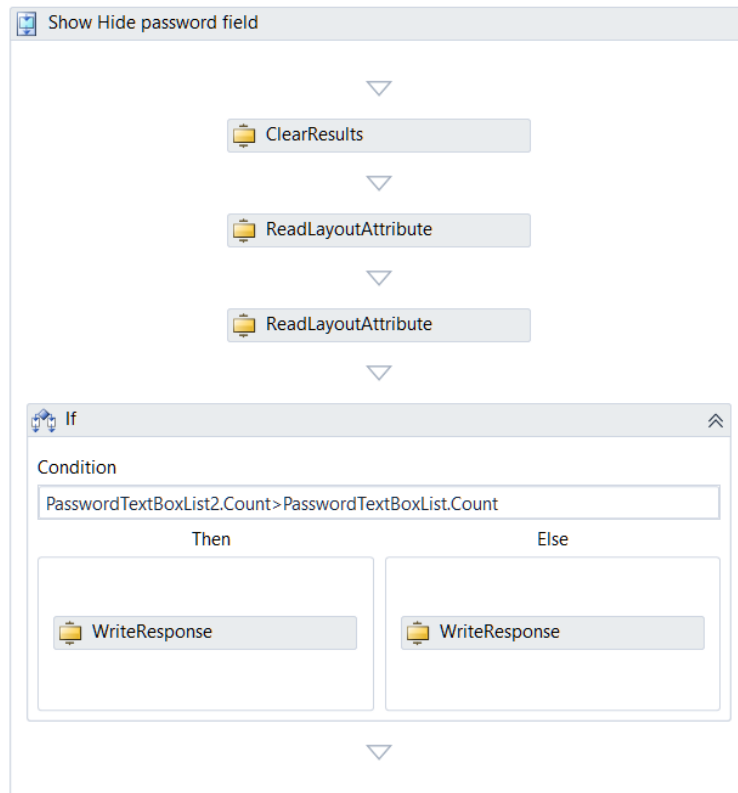 Show Hide password field
ClearResults
ReadLayoutAttribute
ReadLayoutAttribute
If
Condition
PasswordTextBoxList2.Count>PasswordTextBoxList.Count
Then Else
WriteResponse WriteResponse